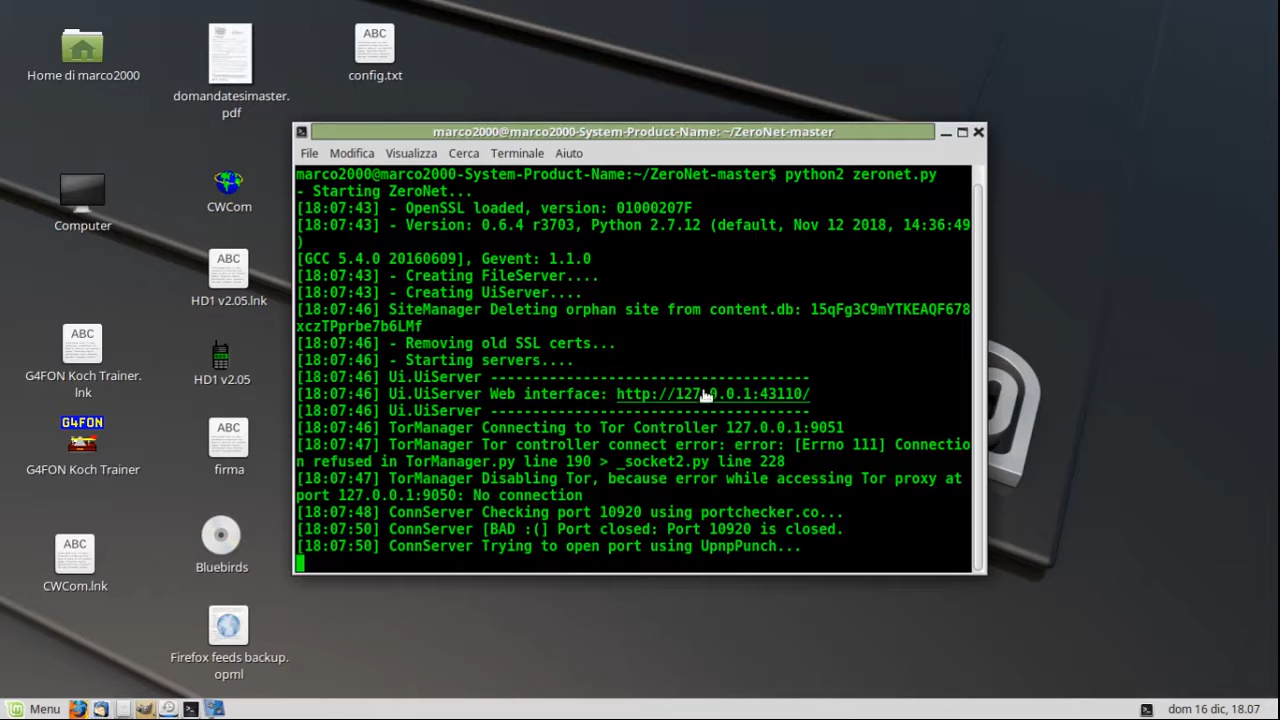 Home di marco2000
domandatesimaster.
pdf
ABC
config.txt
Computer
CWCom
ABC
HD1 v2.05.lnk
ABC
G4FON Koch Trainer.
lnk
HD1 v2.05
G4FON
G4FON Koch Trainer
ABC
firma
ABC
CWCom.lnk
Bluebirds
Firefox feeds backup.
opml
marco2000@marco2000-System-Product-Name: ~/ZeroNet-master
File Modifica Visualizza Cerca Terminale Aiuto
marco2000@marco2000-System-Product-Name:~/ZeroNet-master$ python2 zeronet.py
- Starting ZeroNet...
[18:07:43] - OpenSSL loaded, version: 01000207F
[18:07:43] - Version: 0.6.4 r3703, Python 2.7.12 (default, Nov 12 2018, 14:36:49
)
[GCC 5.4.0 20160609], Gevent: 1.1.0
[18:07:43] - Creating FileServer....
[18:07:43] - Creating UiServer....
[18:07:46] SiteManager Deleting orphan site from content.db: 15qFg3C9mYTKEAQF678
xczTPprbe7b6LMf
[18:07:46] - Removing old SSL certs...
[18:07:46] - Starting servers....
[18:07:46] Ui.UiServer --------------------------------------
[18:07:46] Ui.UiServer Web interface: http://127.0.0.1:43110/
[18:07:46] Ui.UiServer --------------------------------------
[18:07:46] TorManager Connecting to Tor Controller 127.0.0.1:9051
[18:07:47] TorManager Tor controller connect error: error: [Errno 111] Connectio
n refused in TorManager.py line 190 > _socket2.py line 228
[18:07:47] TorManager Disabling Tor, because error while accessing Tor proxy at
port 127.0.0.1:9050: No connection
[18:07:48] ConnServer Checking port 10920 using portchecker.co...
[18:07:50] ConnServer [BAD :(] Port closed: Port 10920 is closed.
[18:07:50] ConnServer Trying to open port using UpnpPunch...
Menu
dom 16 dic, 18.07